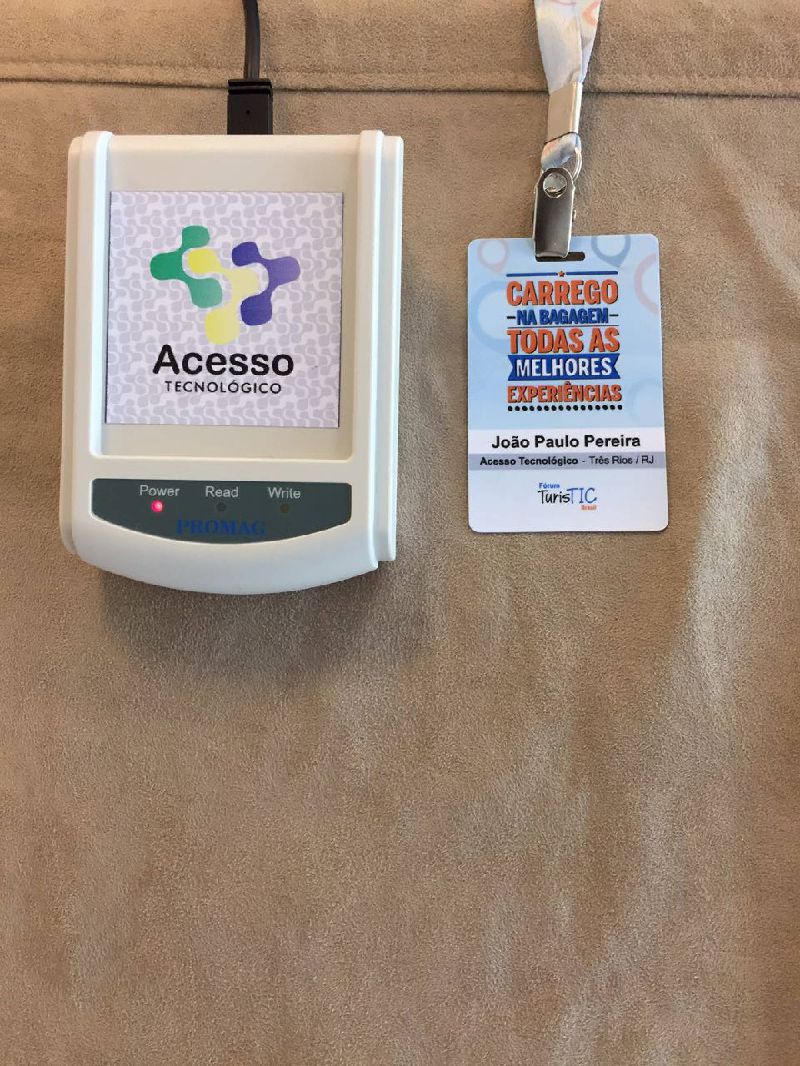 Acesso
TECNOLÓGICO
Power Read Write
PROMAG
CARREGO
NA BAGAGEM
TODAS AS
MELHORES
EXPERIÊNCIAS
João Paulo Pereira
Acesso Tecnológico - Três Rios / RJ
Fórum
TurisTIC
Brasil